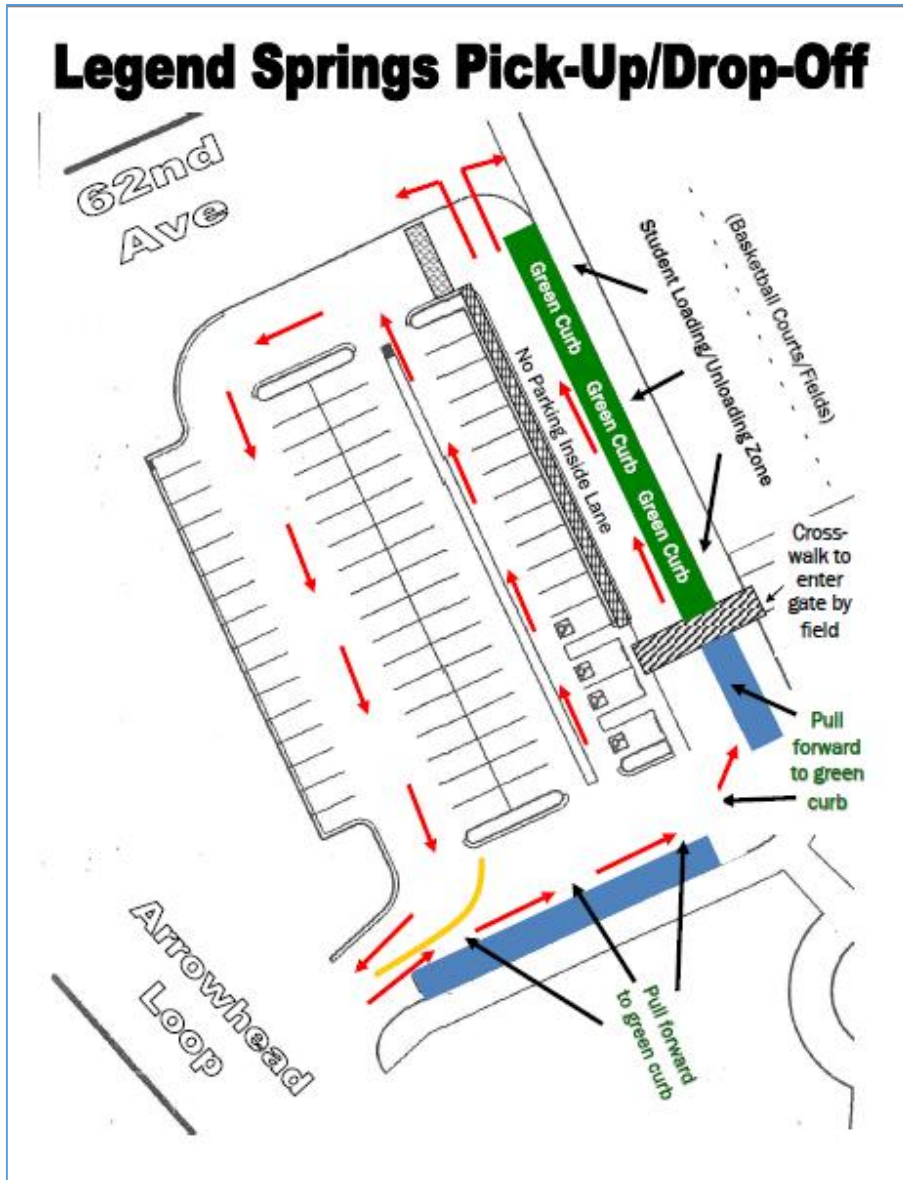 Legend Springs Pick-Up/Drop-Off
62nd
Ave
(Basketball Courts/Fields)
Student Loading/Unloading Zone
Green Curb
Green Curb
Green Curb
No Parking Inside Lane
Cross-
walk to
enter
gate by
field
Pull
forward
to green
curb
Arrowhead
Loop
Pull forward
to green curb